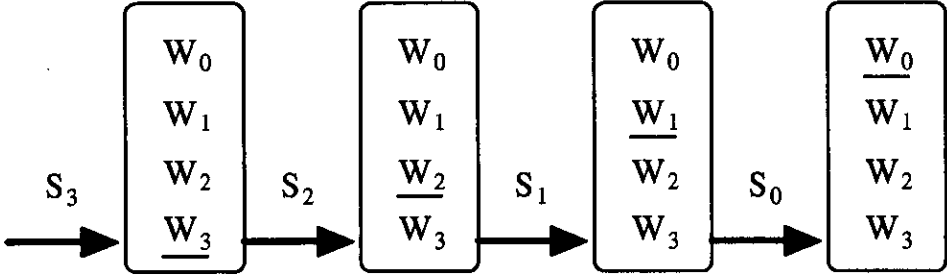 W₀ W₀ W₀ W₀
W₁ W₁ W₁ W₁
S₃ W₂ S₂ W₂ S₁ W₂ S₀ W₂
W₃ W₃ W₃ W₃